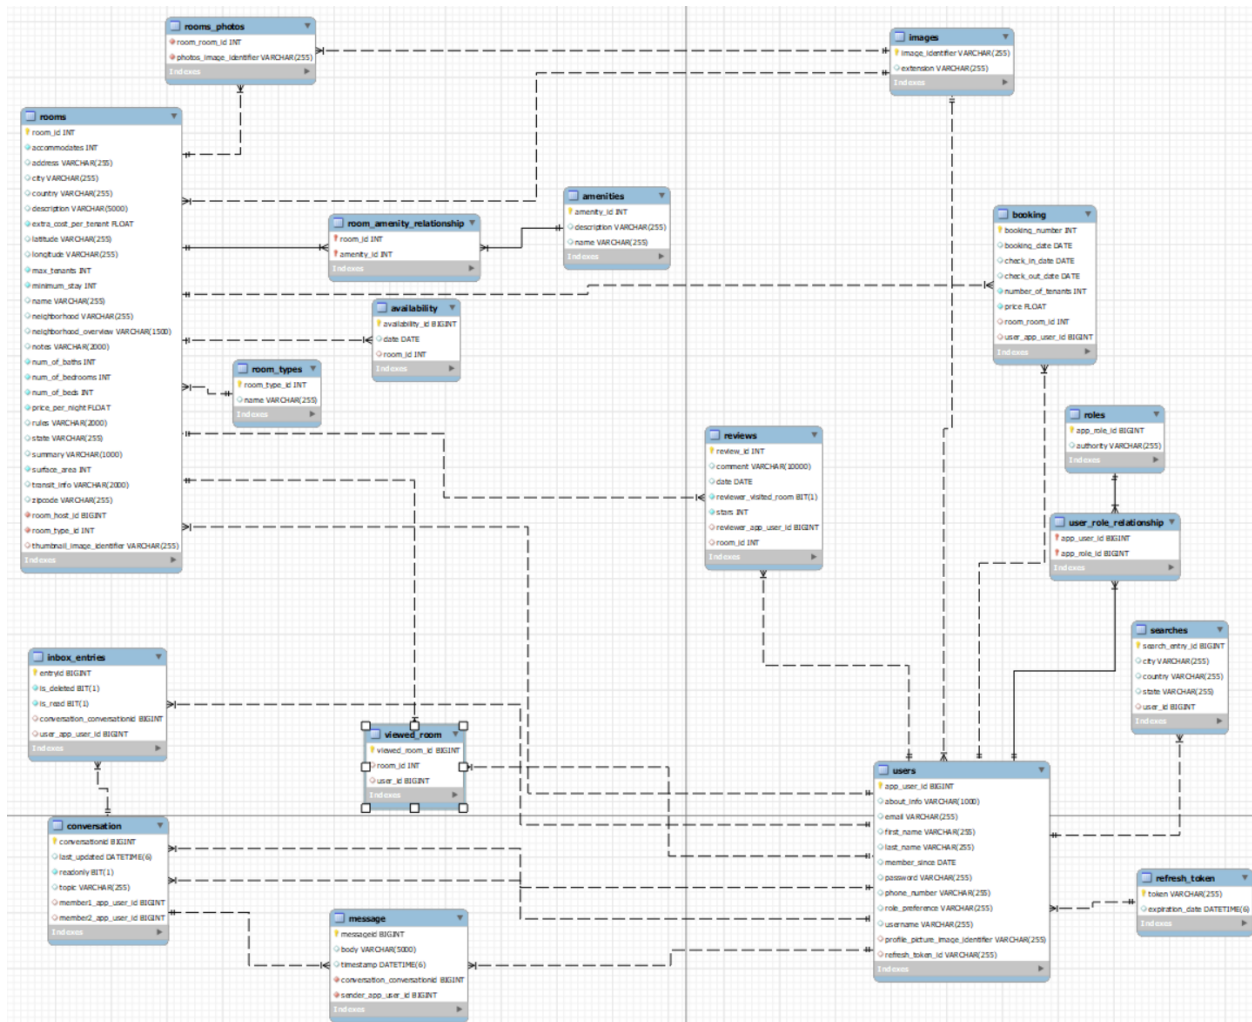 rooms_photos
room_room_id INT
photos_image_identifier VARCHAR(255)
Indexes
images
image_identifier VARCHAR(255)
extension VARCHAR(255)
Indexes
rooms
room_id INT
accommodates INT
address VARCHAR(255)
city VARCHAR(255)
country VARCHAR(255)
description VARCHAR(5000)
extra_cost_per_tenant FLOAT
latitude VARCHAR(255)
longitude VARCHAR(255)
max_tenants INT
minimum_stay INT
name VARCHAR(255)
neighborhood VARCHAR(255)
neighborhood_overview VARCHAR(1500)
notes VARCHAR(2000)
num_of_baths INT
num_of_bedrooms INT
num_of_beds INT
price_per_night FLOAT
rules VARCHAR(2000)
state VARCHAR(255)
summary VARCHAR(1000)
surface_area INT
transit_info VARCHAR(2000)
zipcode VARCHAR(255)
room_host_id BIGINT
room_type_id INT
thumbnail_image_identifier VARCHAR(255)
Indexes
room_amenity_relationship
room_id INT
amenity_id INT
Indexes
amenities
amenity_id INT
description VARCHAR(255)
name VARCHAR(255)
Indexes
booking
booking_number INT
booking_date DATE
check_in_date DATE
check_out_date DATE
number_of_tenants INT
price FLOAT
room_room_id INT
user_app_user_id BIGINT
Indexes
availability
availability_id BIGINT
date DATE
room_id INT
Indexes
room_types
room_type_id INT
name VARCHAR(255)
Indexes
reviews
review_id INT
comment VARCHAR(10000)
date DATE
reviewer_visited_room BIT(1)
stars INT
reviewer_app_user_id BIGINT
room_id INT
Indexes
roles
app_role_id BIGINT
authority VARCHAR(255)
Indexes
user_role_relationship
app_user_id BIGINT
app_role_id BIGINT
Indexes
searches
search_entry_id BIGINT
city VARCHAR(255)
country VARCHAR(255)
state VARCHAR(255)
user_id BIGINT
Indexes
inbox_entries
entryid BIGINT
is_deleted BIT(1)
is_read BIT(1)
conversation_conversationid BIGINT
user_app_user_id BIGINT
Indexes
viewed_room
viewed_room_id BIGINT
room_id INT
user_id BIGINT
Indexes
users
app_user_id BIGINT
about_info VARCHAR(1000)
email VARCHAR(255)
first_name VARCHAR(255)
last_name VARCHAR(255)
member_since DATE
password VARCHAR(255)
phone_number VARCHAR(255)
role_preference VARCHAR(255)
username VARCHAR(255)
profile_picture_image_identifier VARCHAR(255)
refresh_token_id VARCHAR(255)
Indexes
conversation
conversationid BIGINT
last_updated DATETIME(6)
readonly BIT(1)
topic VARCHAR(255)
member1_app_user_id BIGINT
member2_app_user_id BIGINT
Indexes
refresh_token
token VARCHAR(255)
expiration_date DATETIME(6)
Indexes
message
messageid BIGINT
body VARCHAR(5000)
timestamp DATETIME(6)
conversation_conversationid BIGINT
sender_app_user_id BIGINT
Indexes